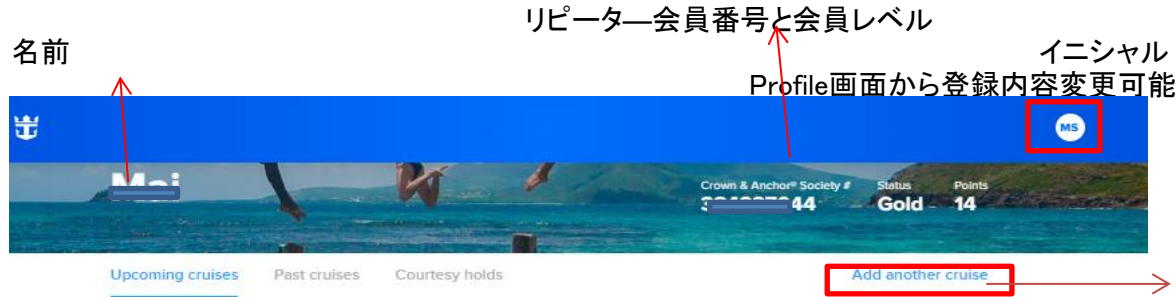 リピータ―会員番号と会員レベル
名前
イニシャル
Profile画面から登録内容変更可能
MS
Crown & Anchor® Society #
Status
Points
44
Gold
14
Upcoming cruises
Past cruises
Courtesy holds
Add another cruise